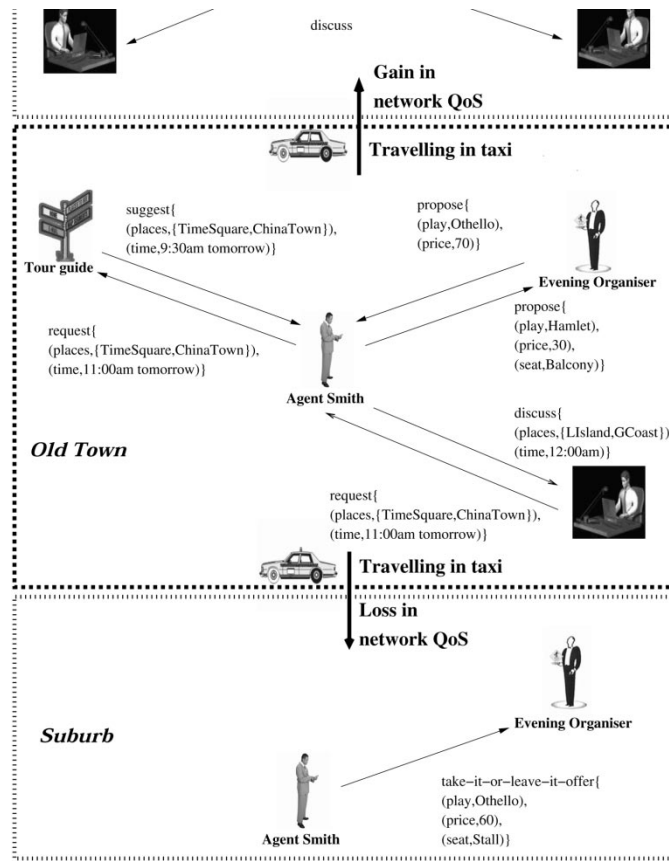 discuss
Gain in
network QoS
Travelling in taxi
suggest{
(places,{TimeSquare,ChinaTown}),
(time,9:30am tomorrow)}
propose{
(play,Othello),
(price,70)}
Tour guide
Evening Organiser
request{
(places,{TimeSquare,ChinaTown}),
(time,11:00am tomorrow)}
propose{
(play,Hamlet),
(price,30),
(seat,Balcony)}
Agent Smith
discuss{
(places,{LIsland,GCoast})
(time,12:00am)}
Old Town
request{
(places,{TimeSquare,ChinaTown}),
(time,11:00am tomorrow)}
Travelling in taxi
Loss in
network QoS
Suburb
Evening Organiser
take-it-or-leave-it-offer{
(play,Othello),
(price,60),
(seat,Stall)}
Agent Smith